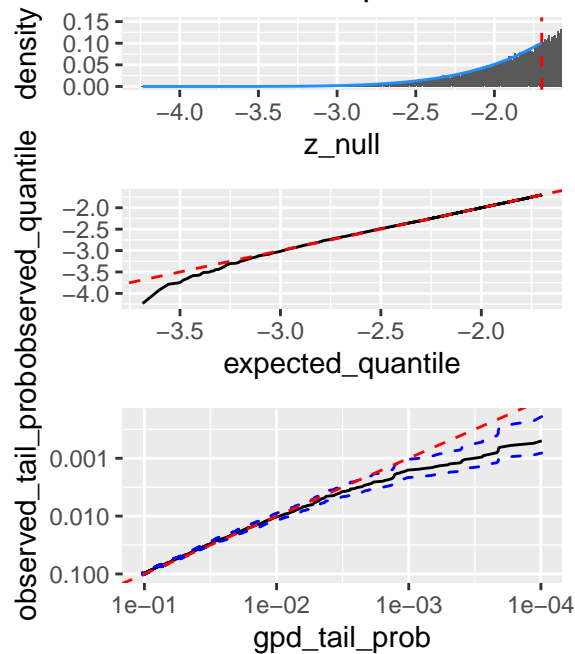 0.15
0.10
0.05
0.00
density
−4.0 −3.5 −3.0 −2.5 −2.0
z_null
−2.0
−2.5
−3.0
−3.5
−4.0
observed_quantile
−3.5 −3.0 −2.5 −2.0
expected_quantile
0.001
0.010
0.100
observed_tail_prob
1e−01 1e−02 1e−03 1e−04
gpd_tail_prob